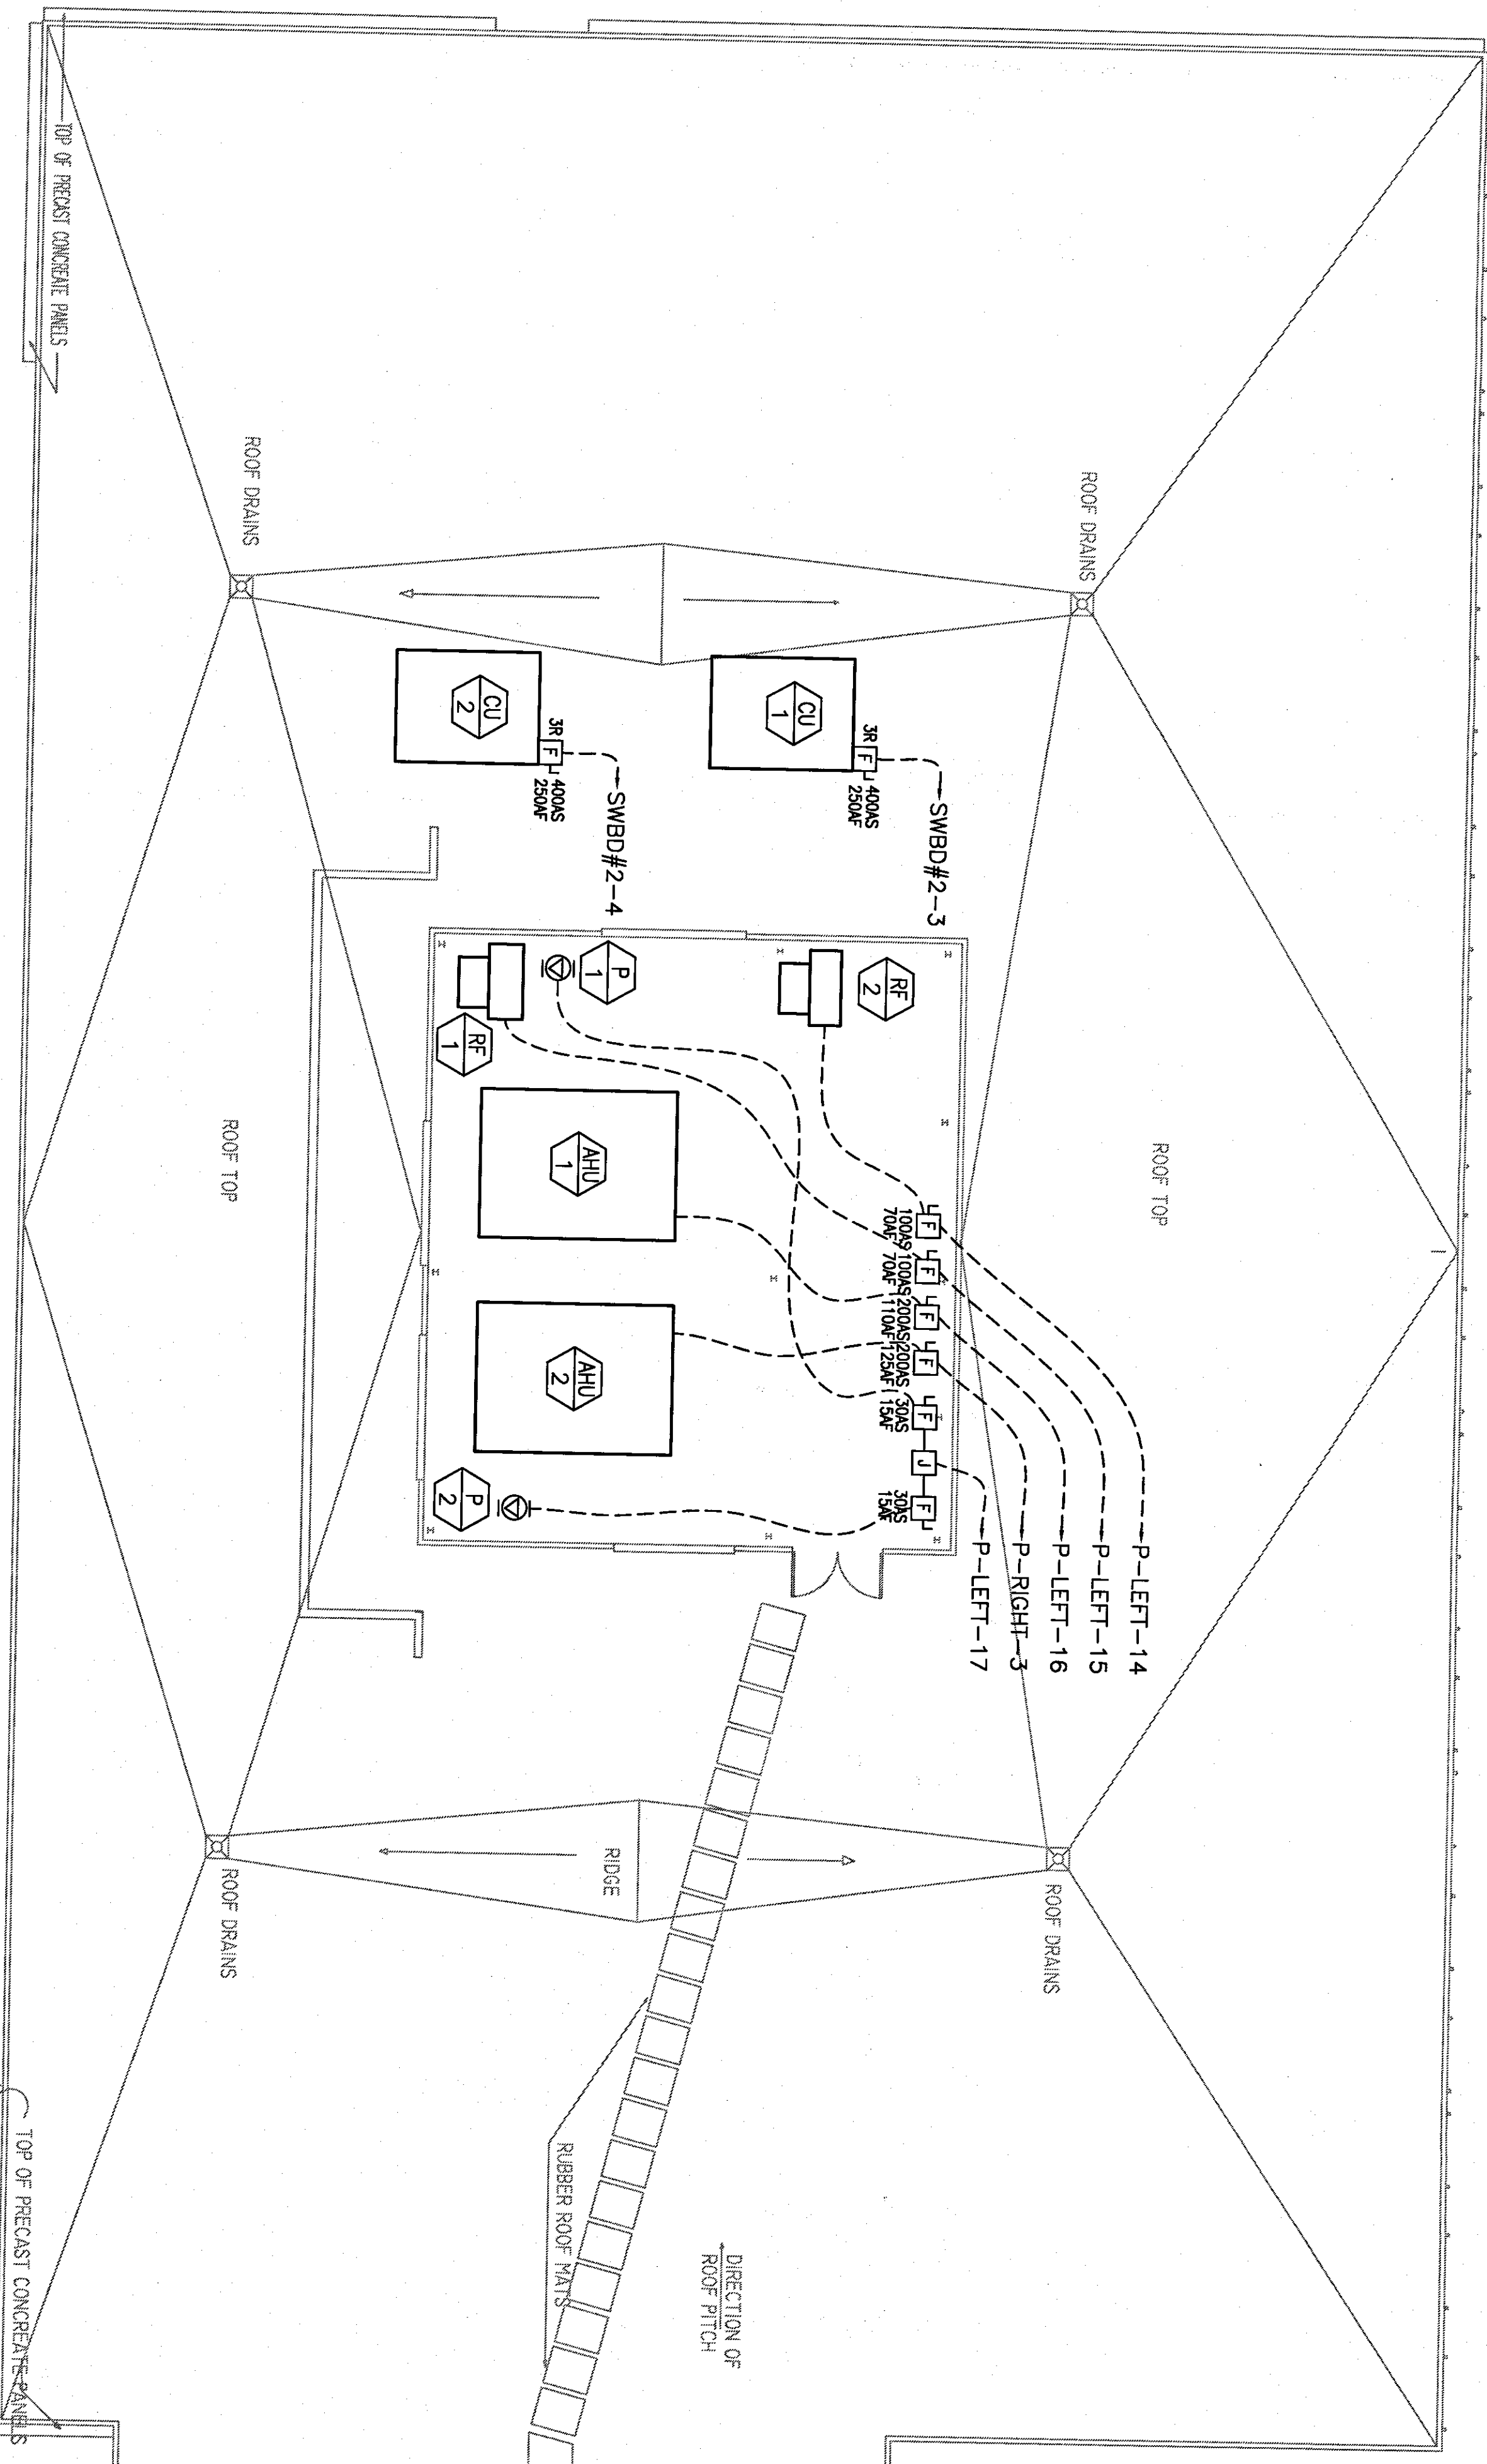 TOP OF PRECAST CONCREATE PANELS
ROOF DRAINS
ROOF DRAINS
CU
1
3R
F
400AS
250AF
SWBD#2-3
CU
2
3R
F
400AS
250AF
SWBD#2-4
RF
2
P
1
RF
1
AHU
1
AHU
2
P
2
F
100AS
70AF
F
100AS
70AF
F
200AS
110AF
F
200AS
125AF
F
30AS
15AF
J
F
30AS
15AF
P-LEFT-14
P-LEFT-15
P-LEFT-16
P-RIGHT-3
P-LEFT-17
ROOF TOP
ROOF TOP
RIDGE
ROOF DRAINS
ROOF DRAINS
RUBBER ROOF MATS
DIRECTION OF
ROOF PITCH
TOP OF PRECAST CONCREATE PANELS